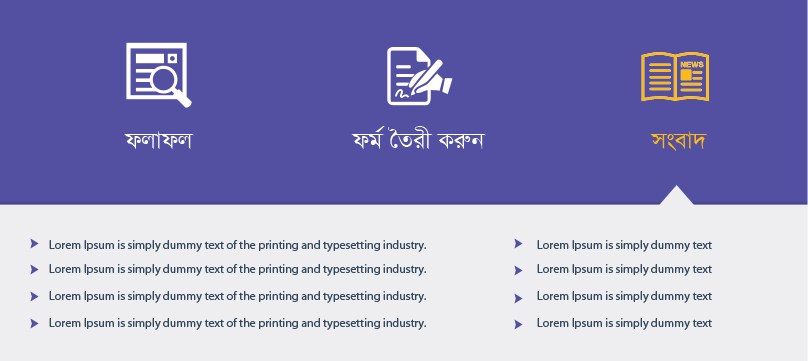 NEWS
ফলাফল
ফর্ম তৈরী করুন
সংবাদ
Lorem Ipsum is simply dummy text of the printing and typesetting industry.
Lorem Ipsum is simply dummy text of the printing and typesetting industry.
Lorem Ipsum is simply dummy text of the printing and typesetting industry.
Lorem Ipsum is simply dummy text of the printing and typesetting industry.
Lorem Ipsum is simply dummy text
Lorem Ipsum is simply dummy text
Lorem Ipsum is simply dummy text
Lorem Ipsum is simply dummy text